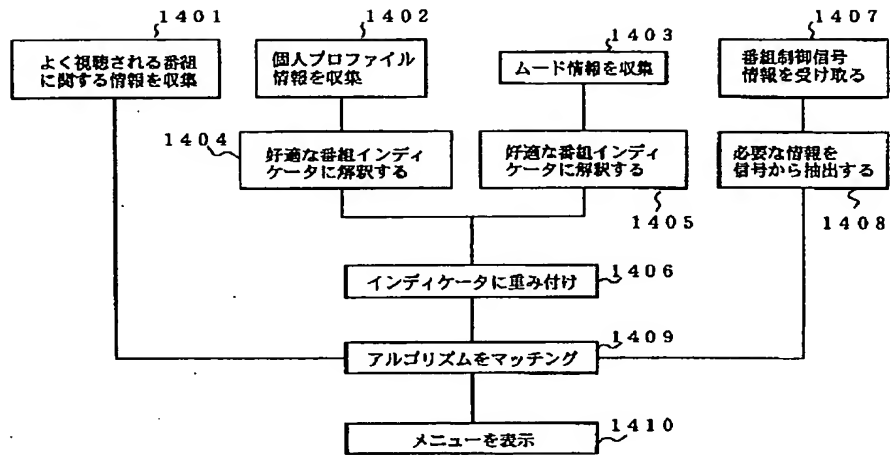 1401
よく視聴される番組
に関する情報を収集
1402
個人プロファイル
情報を収集
1403
ムード情報を収集
1407
番組制御信号
情報を受け取る
1404
好適な番組インディ
ケータに解釈する
好適な番組インディ
ケータに解釈する
1405
必要な情報を
信号から抽出する
1408
インディケータに重み付け
1406
アルゴリズムをマッチング
1409
メニューを表示
1410